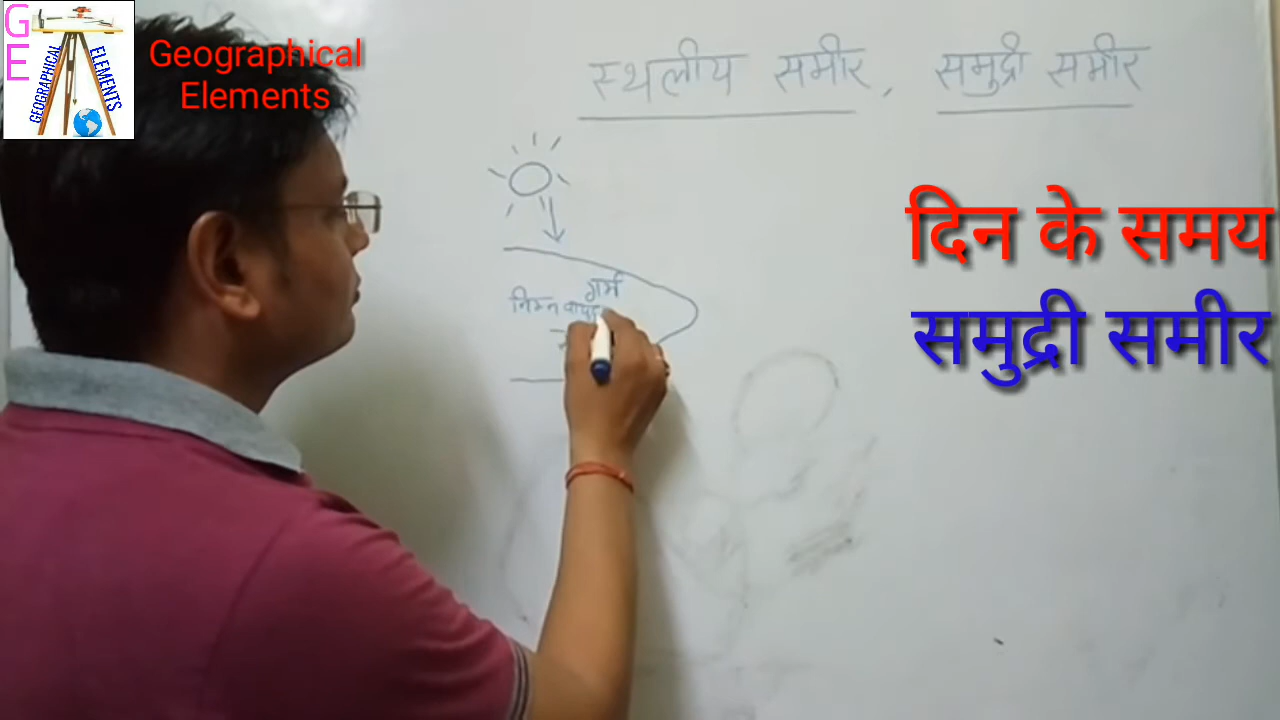 G E
GEOGRAPHICAL
ELEMENTS
Geographical
Elements
स्थलीय समीर, समुद्री समीर
दिन के समय
समुद्री समीर
गर्म
निम्न